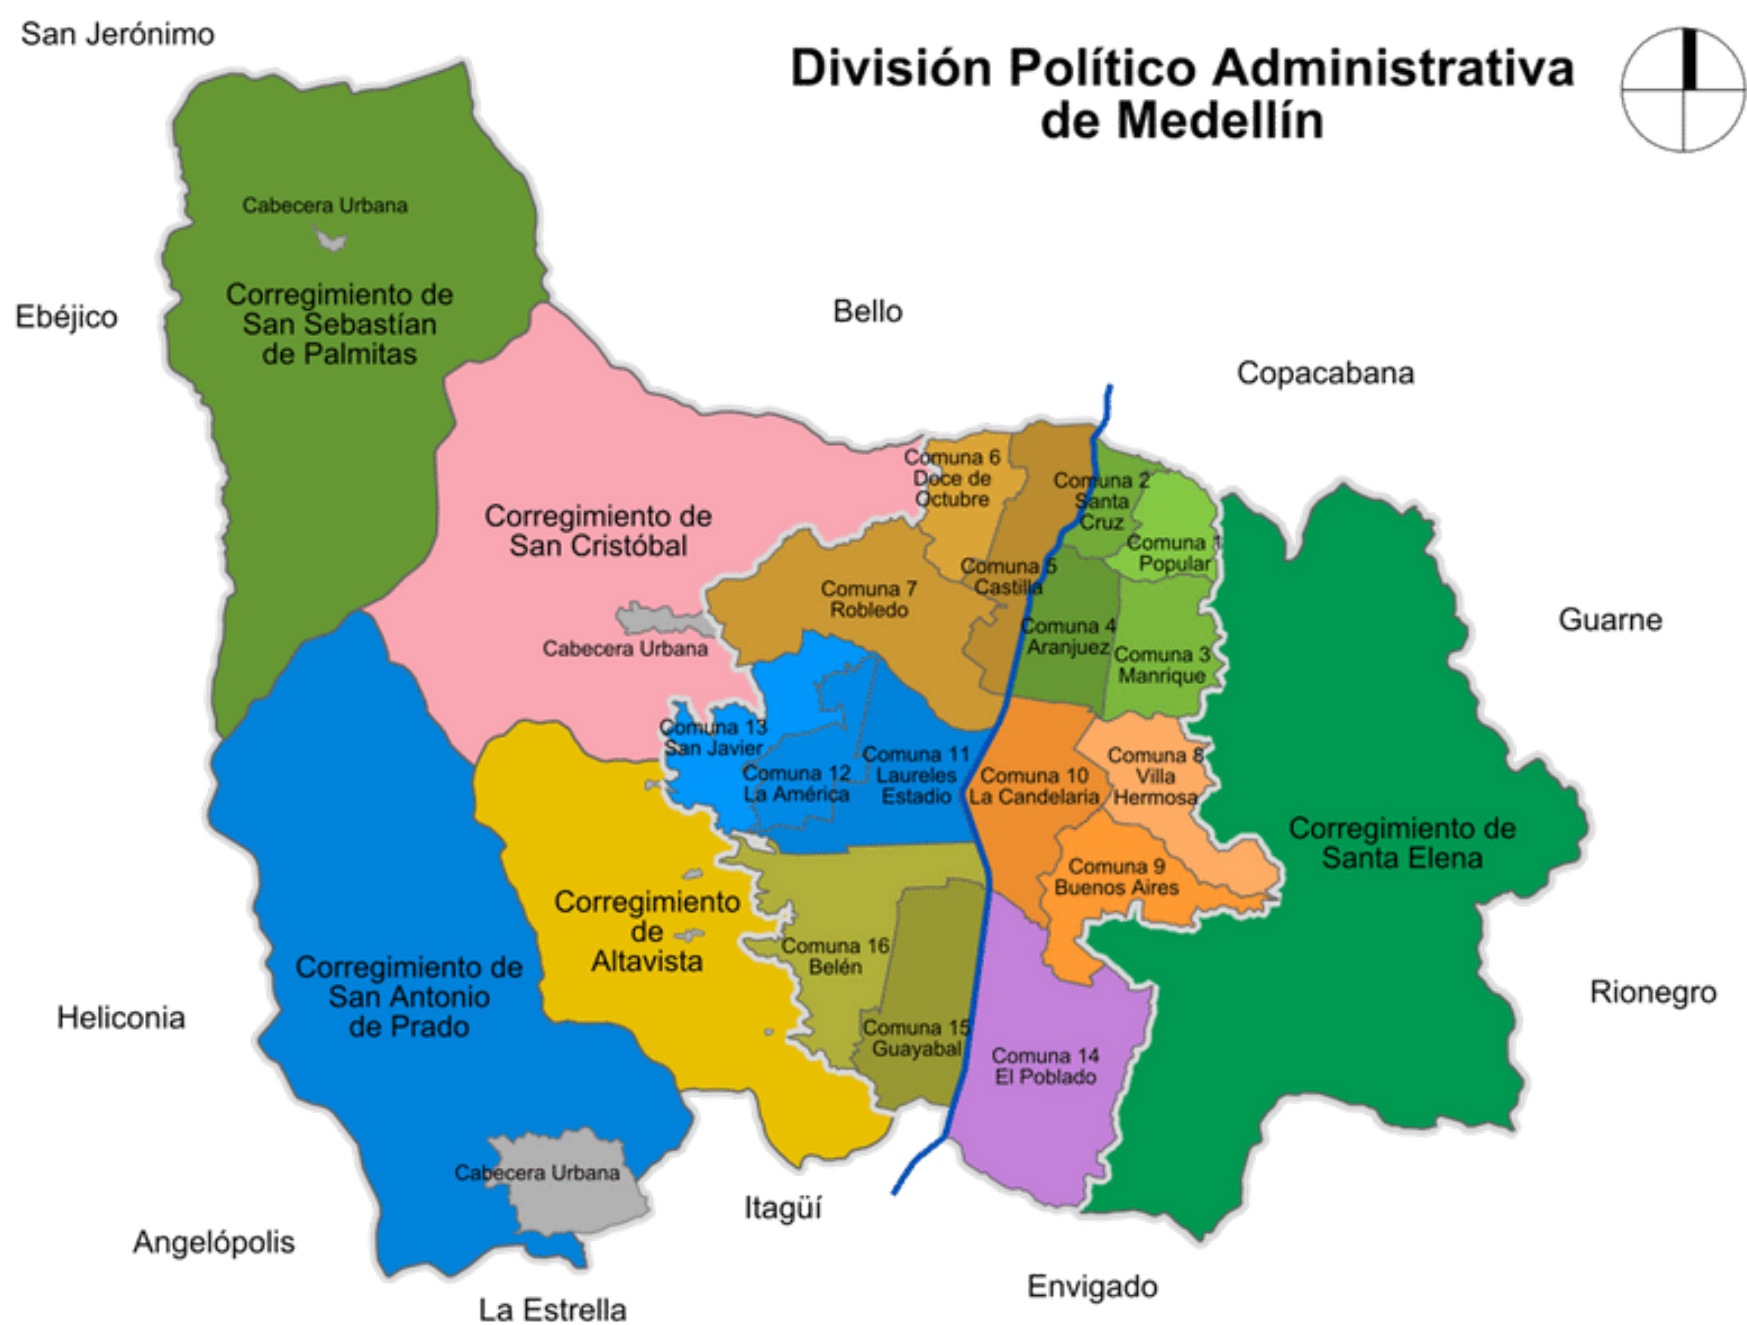 San Jerónimo
División Político Administrativa
de Medellín
Cabecera Urbana
Corregimiento de
San Sebastían
de Palmitas
Ebéjico
Bello
Copacabana
Comuna 6
Doce de
Octubre
Comuna 2
Santa
Cruz
Corregimiento de
San Cristóbal
Comuna 1
Popular
Comuna 5
Castilla
Comuna 7
Robledo
Guarne
Comuna 4
Aranjuez
Cabecera Urbana
Comuna 3
Manrique
Comuna 13
San Javier
Comuna 12
La América
Comuna 11
Laureles
Estadio
Comuna 10
La Candelaria
Comuna 8
Villa
Hermosa
Corregimiento de
Santa Elena
Comuna 9
Buenos Aires
Corregimiento
de
Altavista
Comuna 16
Belén
Corregimiento de
San Antonio
de Prado
Heliconia
Rionegro
Comuna 15
Guayabal
Comuna 14
El Poblado
Cabecera Urbana
Itagüí
Angelópolis
Envigado
La Estrella